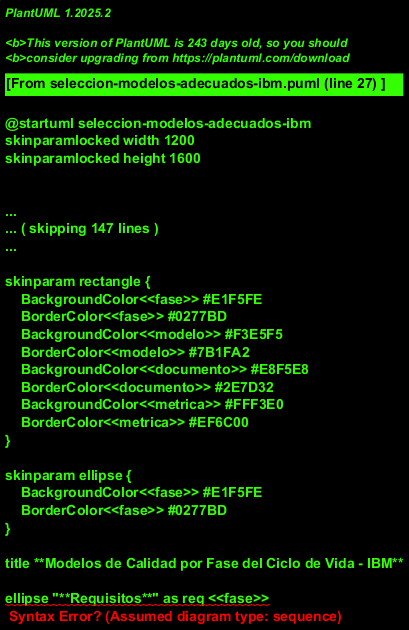 PlantUML 1.2025.2
<b>This version of PlantUML is 243 days old, so you should
<b>consider upgrading from https://plantuml.com/download
[From seleccion-modelos-adecuados-ibm.puml (line 27) ]
@startuml seleccion-modelos-adecuados-ibm
skinparamlocked width 1200
skinparamlocked height 1600
...
... ( skipping 147 lines )
...
skinparam rectangle {
BackgroundColor<<fase>> #E1F5FE
BorderColor<<fase>> #0277BD
BackgroundColor<<modelo>> #F3E5F5
BorderColor<<modelo>> #7B1FA2
BackgroundColor<<documento>> #E8F5E8
BorderColor<<documento>> #2E7D32
BackgroundColor<<metrica>> #FFF3E0
BorderColor<<metrica>> #EF6C00
}
skinparam ellipse {
BackgroundColor<<fase>> #E1F5FE
BorderColor<<fase>> #0277BD
}
title **Modelos de Calidad por Fase del Ciclo de Vida - IBM**
ellipse "**Requisitos**" as req <<fase>>
Syntax Error? (Assumed diagram type: sequence)